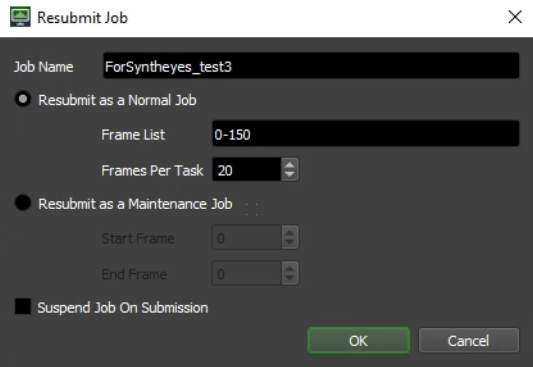 Resubmit Job
Job Name ForSyntheyes_test3
Resubmit as a Normal Job
Frame List 0-150
Frames Per Task 20
Resubmit as a Maintenance Job
Start Frame 0
End Frame 0
Suspend Job On Submission
OK Cancel